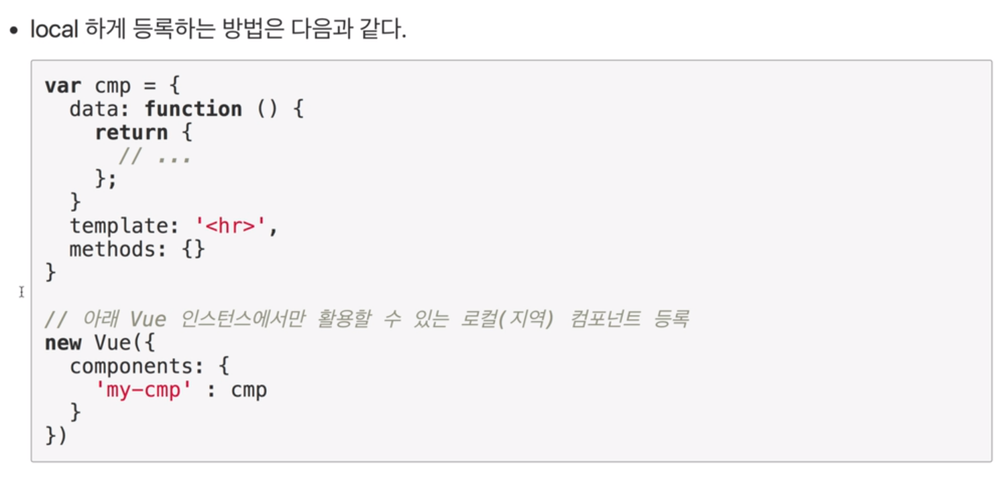 • local 하게 등록하는 방법은 다음과 같다.
var cmp = {
  data: function () {
    return {
      // ...
    };
  }
  template: '<hr>',
  methods: {}
}

// 아래 Vue 인스턴스에서만 활용할 수 있는 로컬(지역) 컴포넌트 등록
new Vue({
  components: {
    'my-cmp' : cmp
  }
})